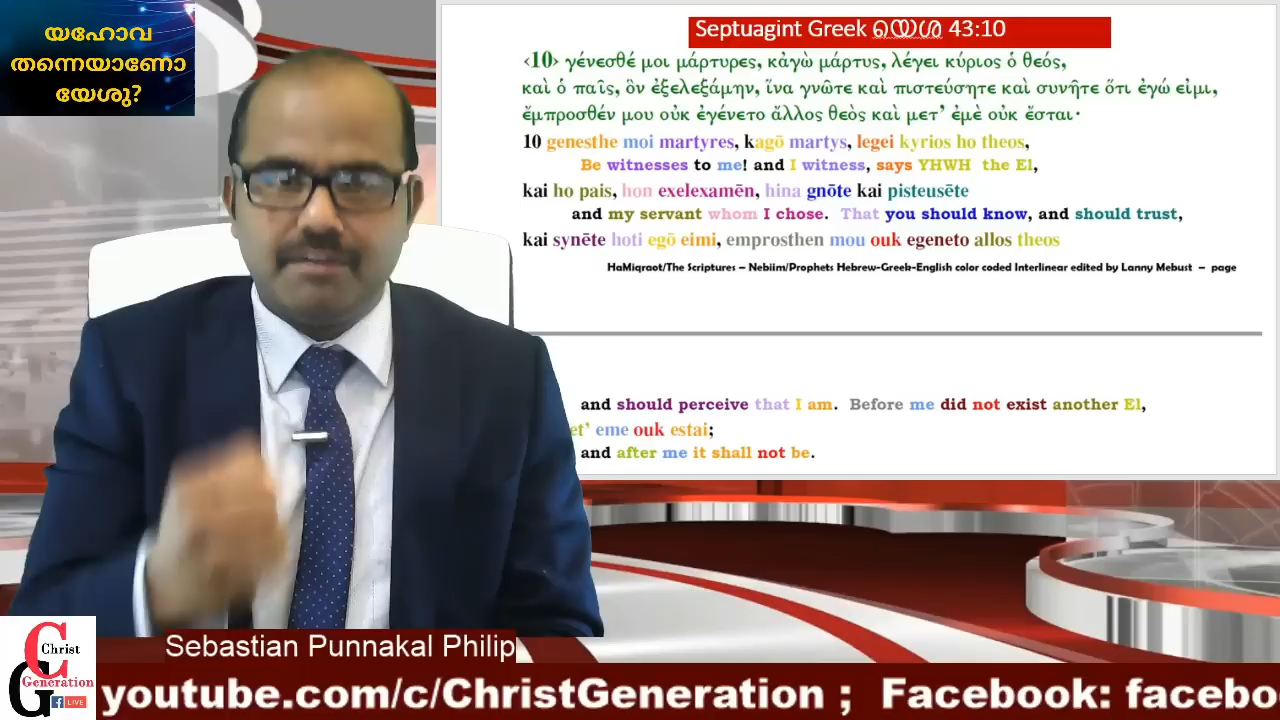 യഹോവ
തന്നെയാണോ
യേശു?
Septuagint Greek യെശ 43:10
‹10› γένεσθέ μοι μάρτυρες, κἀγὼ μάρτυς, λέγει κύριος ὁ θεός,
καὶ ὁ παῖς, ὃν ἐξελεξάμην, ἵνα γνῶτε καὶ πιστεύσητε καὶ συνῆτε ὅτι ἐγώ εἰμι,
ἔμπροσθέν μου οὐκ ἐγένετο ἄλλος θεὸς καὶ μετ’ ἐμὲ οὐκ ἔσται·
10 genesthe moi martyres, kagō martys, legei kyrios ho theos,
Be witnesses to me! and I witness, says YHWH the El,
kai ho pais, hon exelexamēn, hina gnōte kai pisteusēte
and my servant whom I chose. That you should know, and should trust,
kai synēte hoti egō eimi, emprosthen mou ouk egeneto allos theos
HaMiqraot/The Scriptures – Nebiim/Prophets Hebrew-Greek-English color coded Interlinear edited by Lanny Mebust – page
and should perceive that I am. Before me did not exist another El,
et’ eme ouk estai;
and after me it shall not be.
Sebastian Punnakal Philip
Christ
Generation
LIVE
youtube.com/c/ChristGeneration ; Facebook: facebo